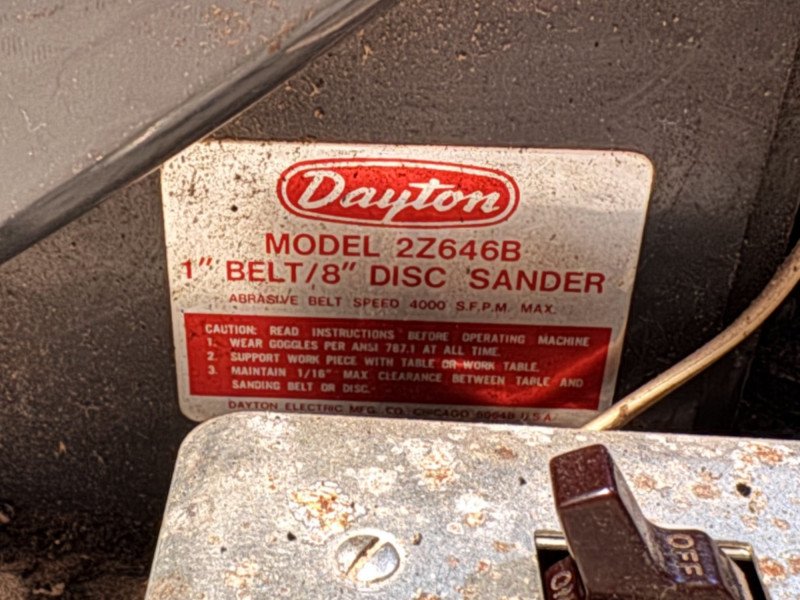 Dayton
MODEL 2Z646B
1" BELT/8" DISC SANDER
ABRASIVE BELT SPEED 4000 S.F.P.M. MAX.
CAUTION: READ INSTRUCTIONS BEFORE OPERATING MACHINE
1. WEAR GOGGLES PER ANSI Z87.1 AT ALL TIME.
2. SUPPORT WORK PIECE WITH TABLE OR WORK TABLE.
3. MAINTAIN 1/16" MAX CLEARANCE BETWEEN TABLE AND
SANDING BELT OR DISC.
DAYTON ELECTRIC MFG. CO. CHICAGO 60648 U.S.A.
OFF
ON